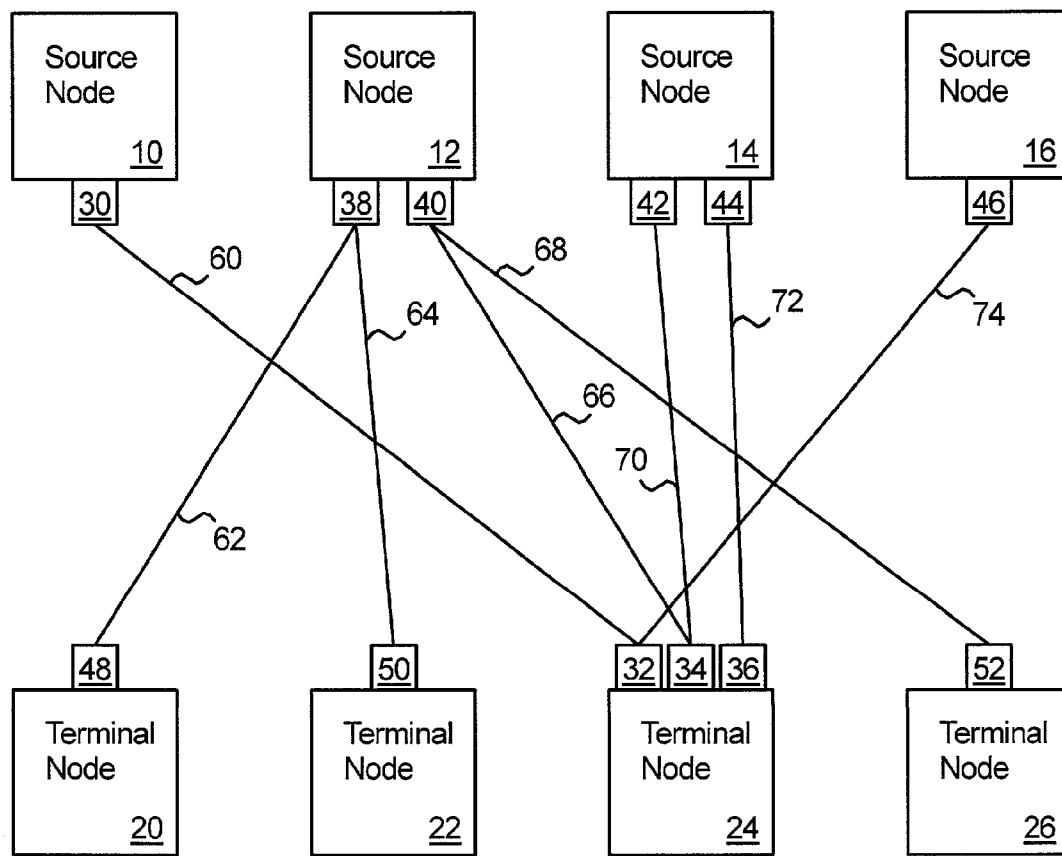 Source Node 10
Source Node 12
Source Node 14
Source Node 16
30
38
40
42
44
46
60
68
64
72
74
66
70
62
48
50
32
34
36
52
Terminal Node 20
Terminal Node 22
Terminal Node 24
Terminal Node 26